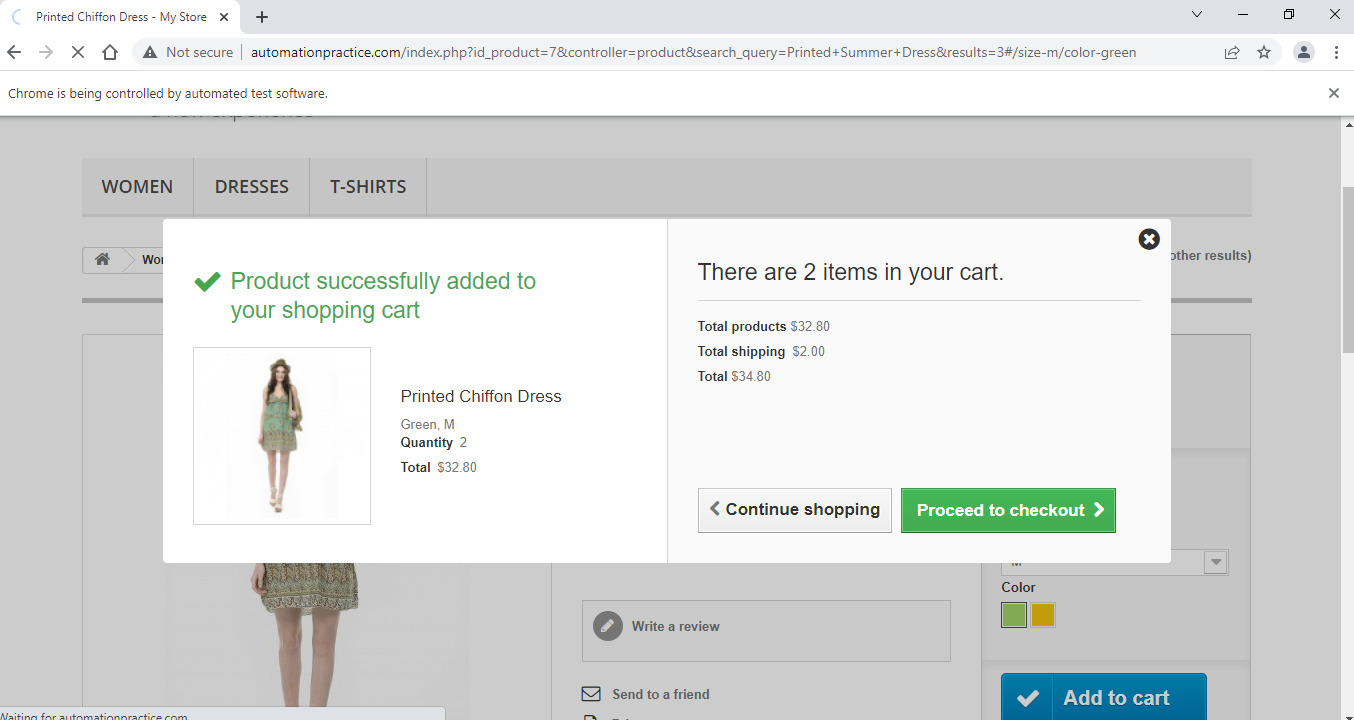 Printed Chiffon Dress - My Store
Not secure
automationpractice.com/index.php?id_product=7&controller=product&search_query=Printed+Summer+Dress&results=3#/size-m/color-green
Chrome is being controlled by automated test software.
WOMEN
DRESSES
T-SHIRTS
other results)
Product successfully added to
your shopping cart
Printed Chiffon Dress
Green, M
Quantity 2
Total $32.80
There are 2 items in your cart.
Total products $32.80
Total shipping $2.00
Total $34.80
Continue shopping
Proceed to checkout
M
Color
Write a review
Send to a friend
Add to cart
Waiting for automationpractice.com